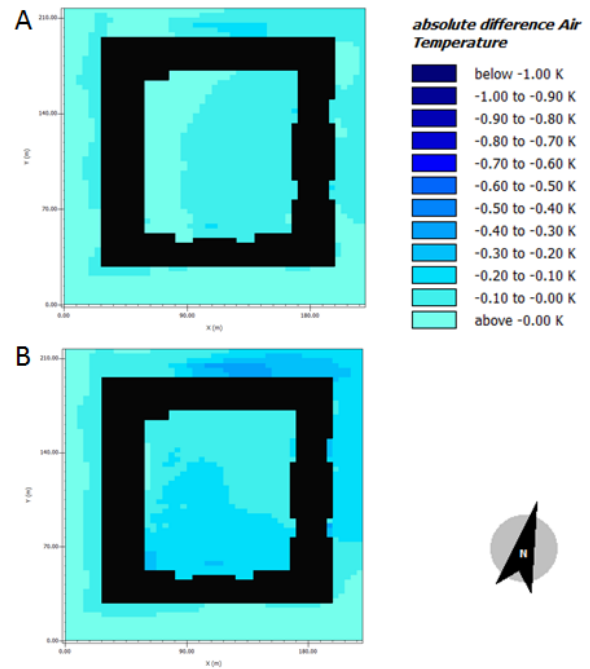 A
absolute difference Air
Temperature
below -1.00 K
-1.00 to -0.90 K
-0.90 to -0.80 K
-0.80 to -0.70 K
-0.70 to -0.60 K
-0.60 to -0.50 K
-0.50 to -0.40 K
-0.40 to -0.30 K
-0.30 to -0.20 K
-0.20 to -0.10 K
-0.10 to -0.00 K
above -0.00 K
210.00
140.00
Y (m)
70.00
0.00
0.00 90.00 180.00
X (m)
B
210.00
140.00
Y (m)
70.00
0.00
0.00 90.00 180.00
X (m)
N